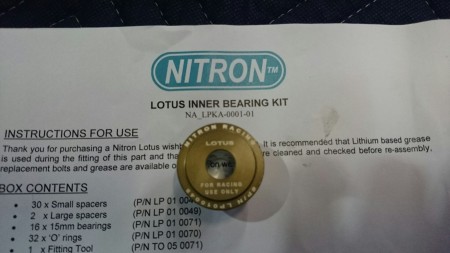 NITRON™
LOTUS INNER BEARING KIT
NA_LPKA-0001-01
INSTRUCTIONS FOR USE
Thank you for purchasing a Nitron Lotus It is recommended that Lithium based grease
is used during the fitting of this part and are cleaned and checked before re-assembly,
replacement bolts and grease are available
NITRON RACING
LOTUS
FOR RACING
USE ONLY
BOX CONTENTS
• 30 x Small spacers (P/N LP 01
• 2 x Large spacers (P/N LP 01 0049)
• 16 x 15mm bearings (P/N LP 01 0071)
• 32 x 'O' rings (P/N LP 01 0070)
• 1 x Fitting Tool (P/N TO 05 0071)